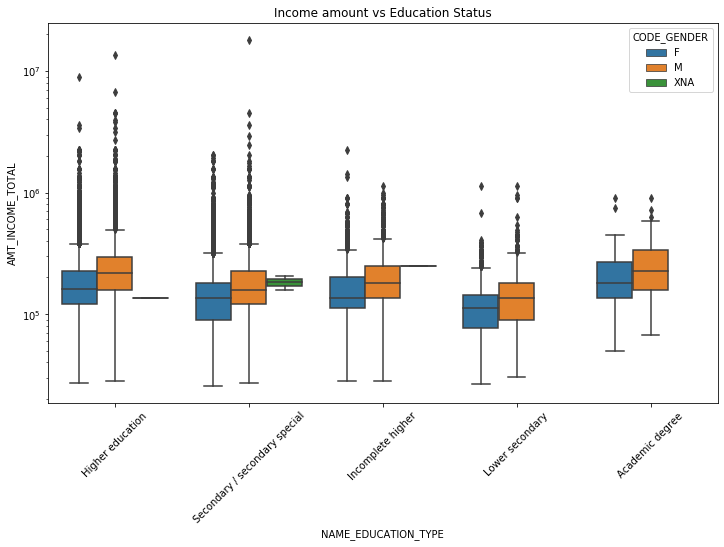 Income amount vs Education Status
CODE_GENDER
F
M
XNA
AMT_INCOME_TOTAL
10^7
10^6
10^5
Higher education
Secondary / secondary special
Incomplete higher
Lower secondary
Academic degree
NAME_EDUCATION_TYPE